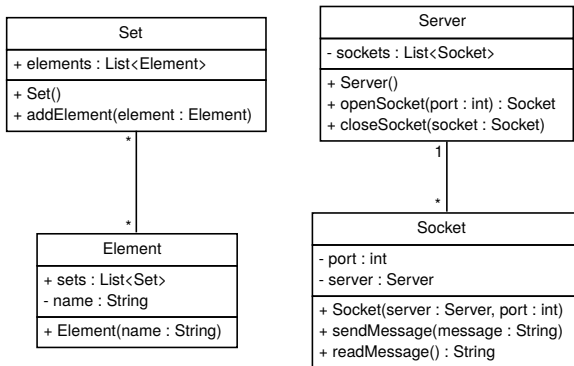 Set
+ elements : List<Element>
+ Set()
+ addElement(element : Element)
*
*
Element
+ sets : List<Set>
- name : String
+ Element(name : String)
Server
- sockets : List<Socket>
+ Server()
+ openSocket(port : int) : Socket
+ closeSocket(socket : Socket)
1
*
Socket
- port : int
- server : Server
+ Socket(server : Server, port : int)
+ sendMessage(message : String)
+ readMessage() : String